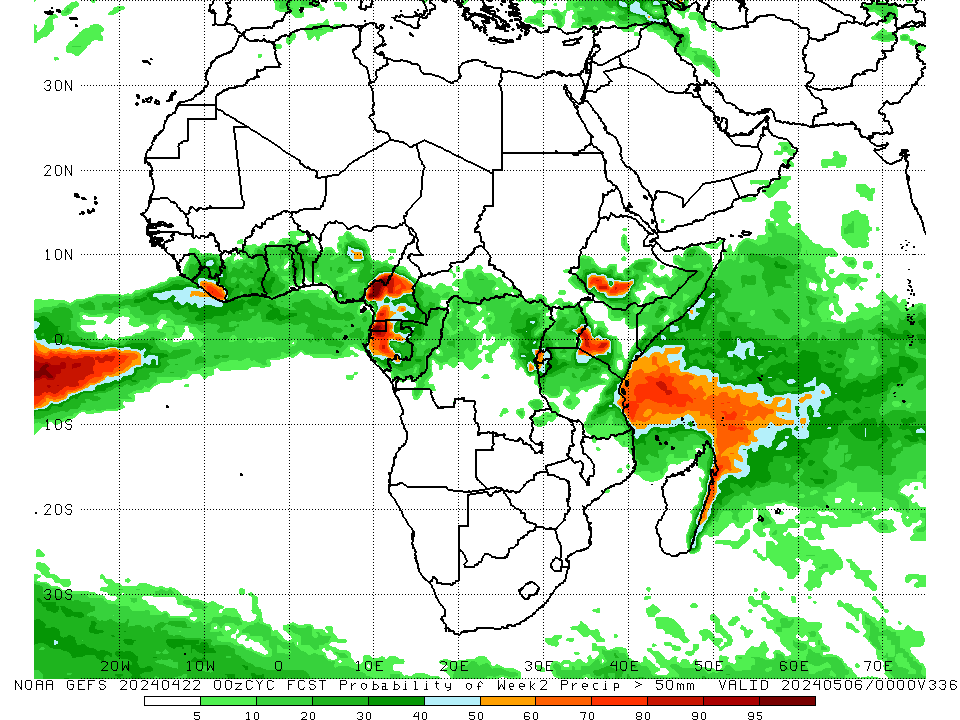 30N
20N
10N
0
10S
20S
30S
20W 10W 0 10E 20E 30E 40E 50E 60E 70E
NOAA GEFS 20240422 00zCYC FCST Probability of Week2 Precip > 50mm VALID 20240506/0000V336
5 10 20 30 40 50 60 70 80 90 95